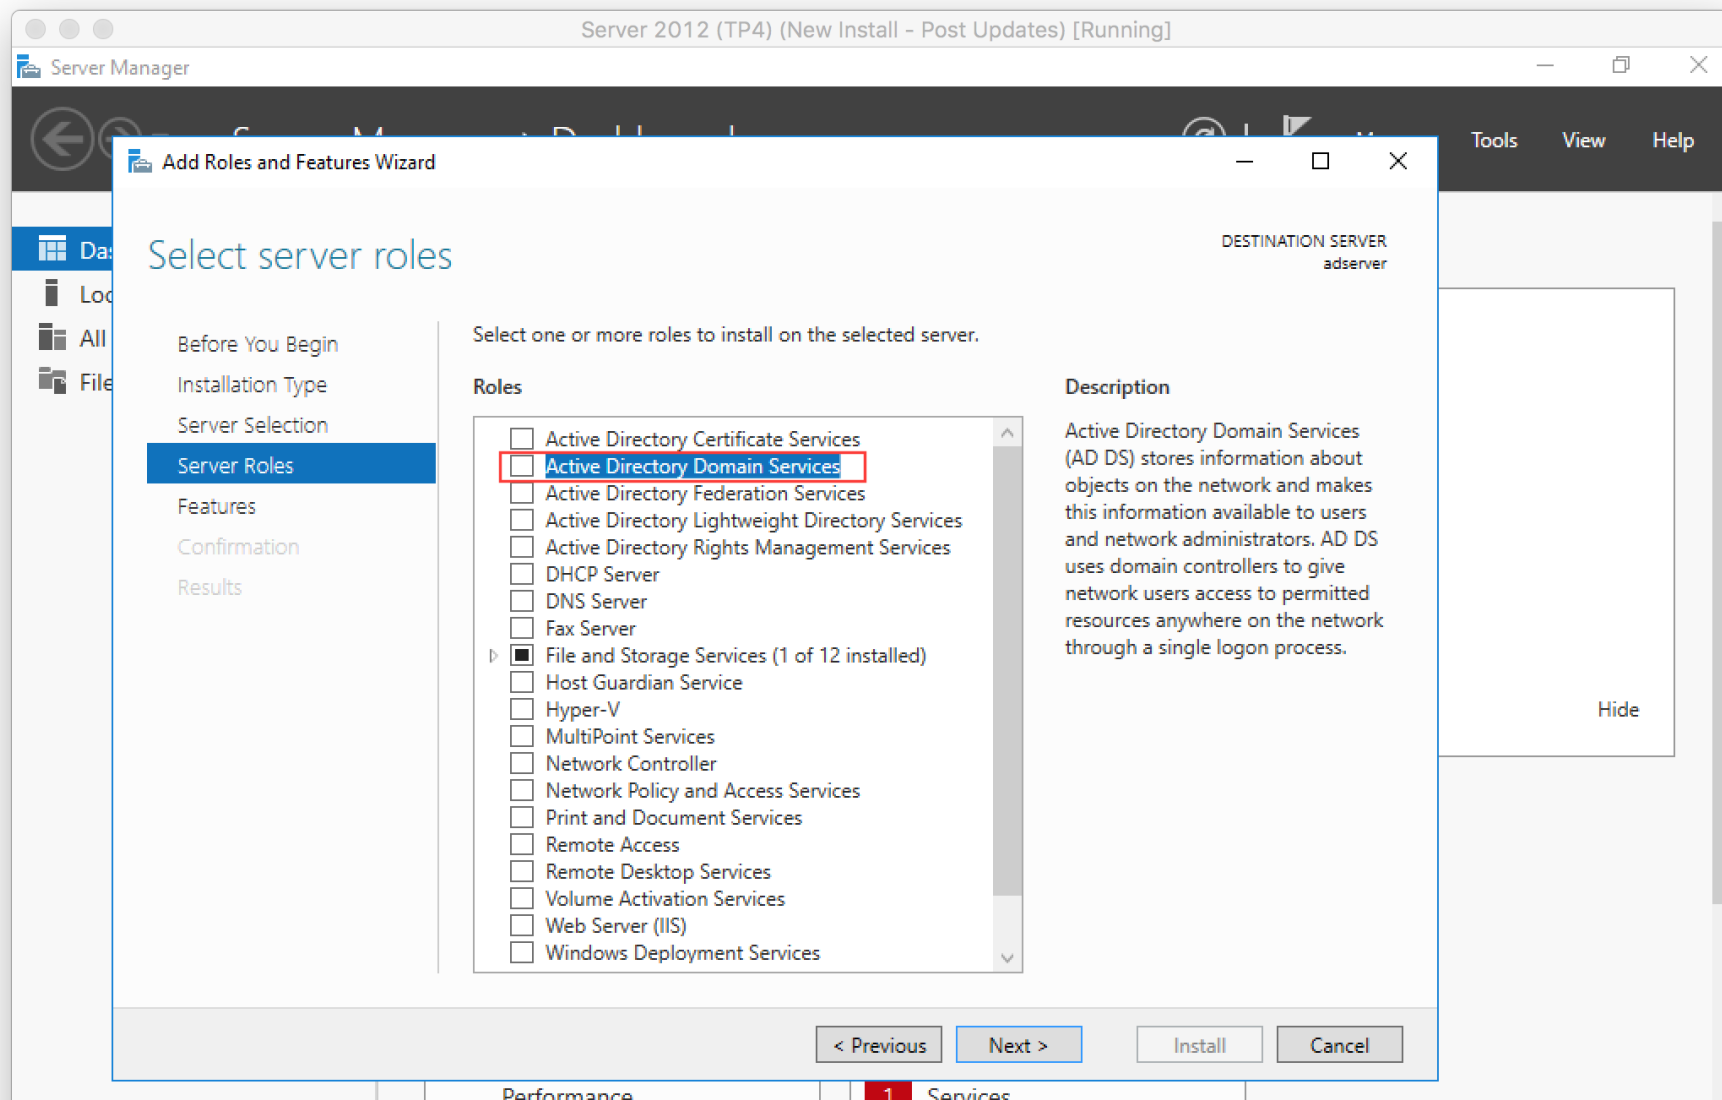 Server 2012 (TP4) (New Install - Post Updates) [Running]
Server Manager
Tools View Help
Add Roles and Features Wizard
Select server roles
DESTINATION SERVER
adserver
Das
Loc
All
File
Before You Begin
Installation Type
Server Selection
Server Roles
Features
Confirmation
Results
Select one or more roles to install on the selected server.
Roles
Active Directory Certificate Services
Active Directory Domain Services
Active Directory Federation Services
Active Directory Lightweight Directory Services
Active Directory Rights Management Services
DHCP Server
DNS Server
Fax Server
File and Storage Services (1 of 12 installed)
Host Guardian Service
Hyper-V
MultiPoint Services
Network Controller
Network Policy and Access Services
Print and Document Services
Remote Access
Remote Desktop Services
Volume Activation Services
Web Server (IIS)
Windows Deployment Services
Description
Active Directory Domain Services
(AD DS) stores information about
objects on the network and makes
this information available to users
and network administrators. AD DS
uses domain controllers to give
network users access to permitted
resources anywhere on the network
through a single logon process.
Hide
< Previous
Next >
Install
Cancel
Performance
1 Services